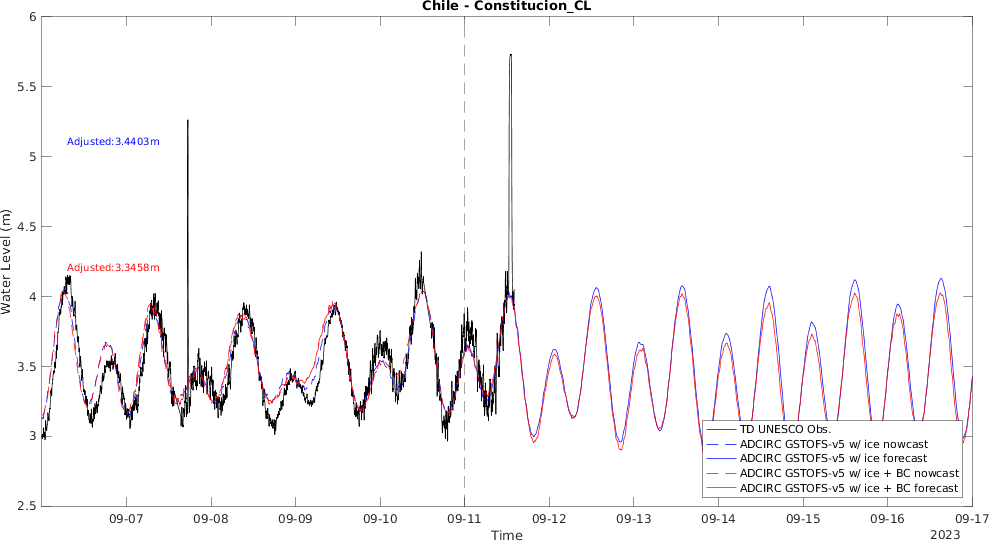 Chile - Constitucion_CL
6
5.5
5
4.5
4
3.5
3
2.5
Water Level (m)
Adjusted:3.4403m
Adjusted:3.3458m
TD UNESCO Obs.
ADCIRC GSTOFS-v5 w/ ice nowcast
ADCIRC GSTOFS-v5 w/ ice forecast
ADCIRC GSTOFS-v5 w/ ice + BC nowcast
ADCIRC GSTOFS-v5 w/ ice + BC forecast
09-07 09-08 09-09 09-10 09-11 09-12 09-13 09-14 09-15 09-16 09-17
Time
2023